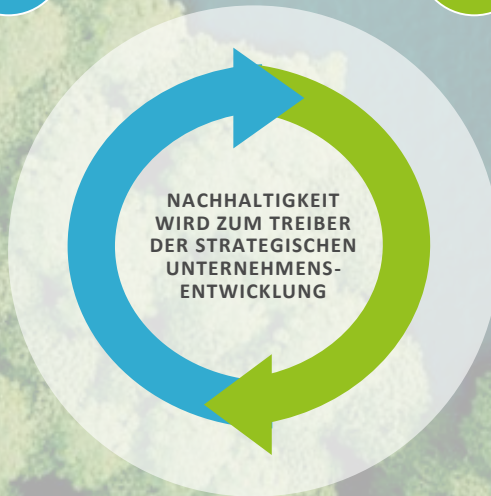 NACHHALTIGKEIT
WIRD ZUM TREIBER
DER STRATEGISCHEN
UNTERNEHMENS-
ENTWICKLUNG